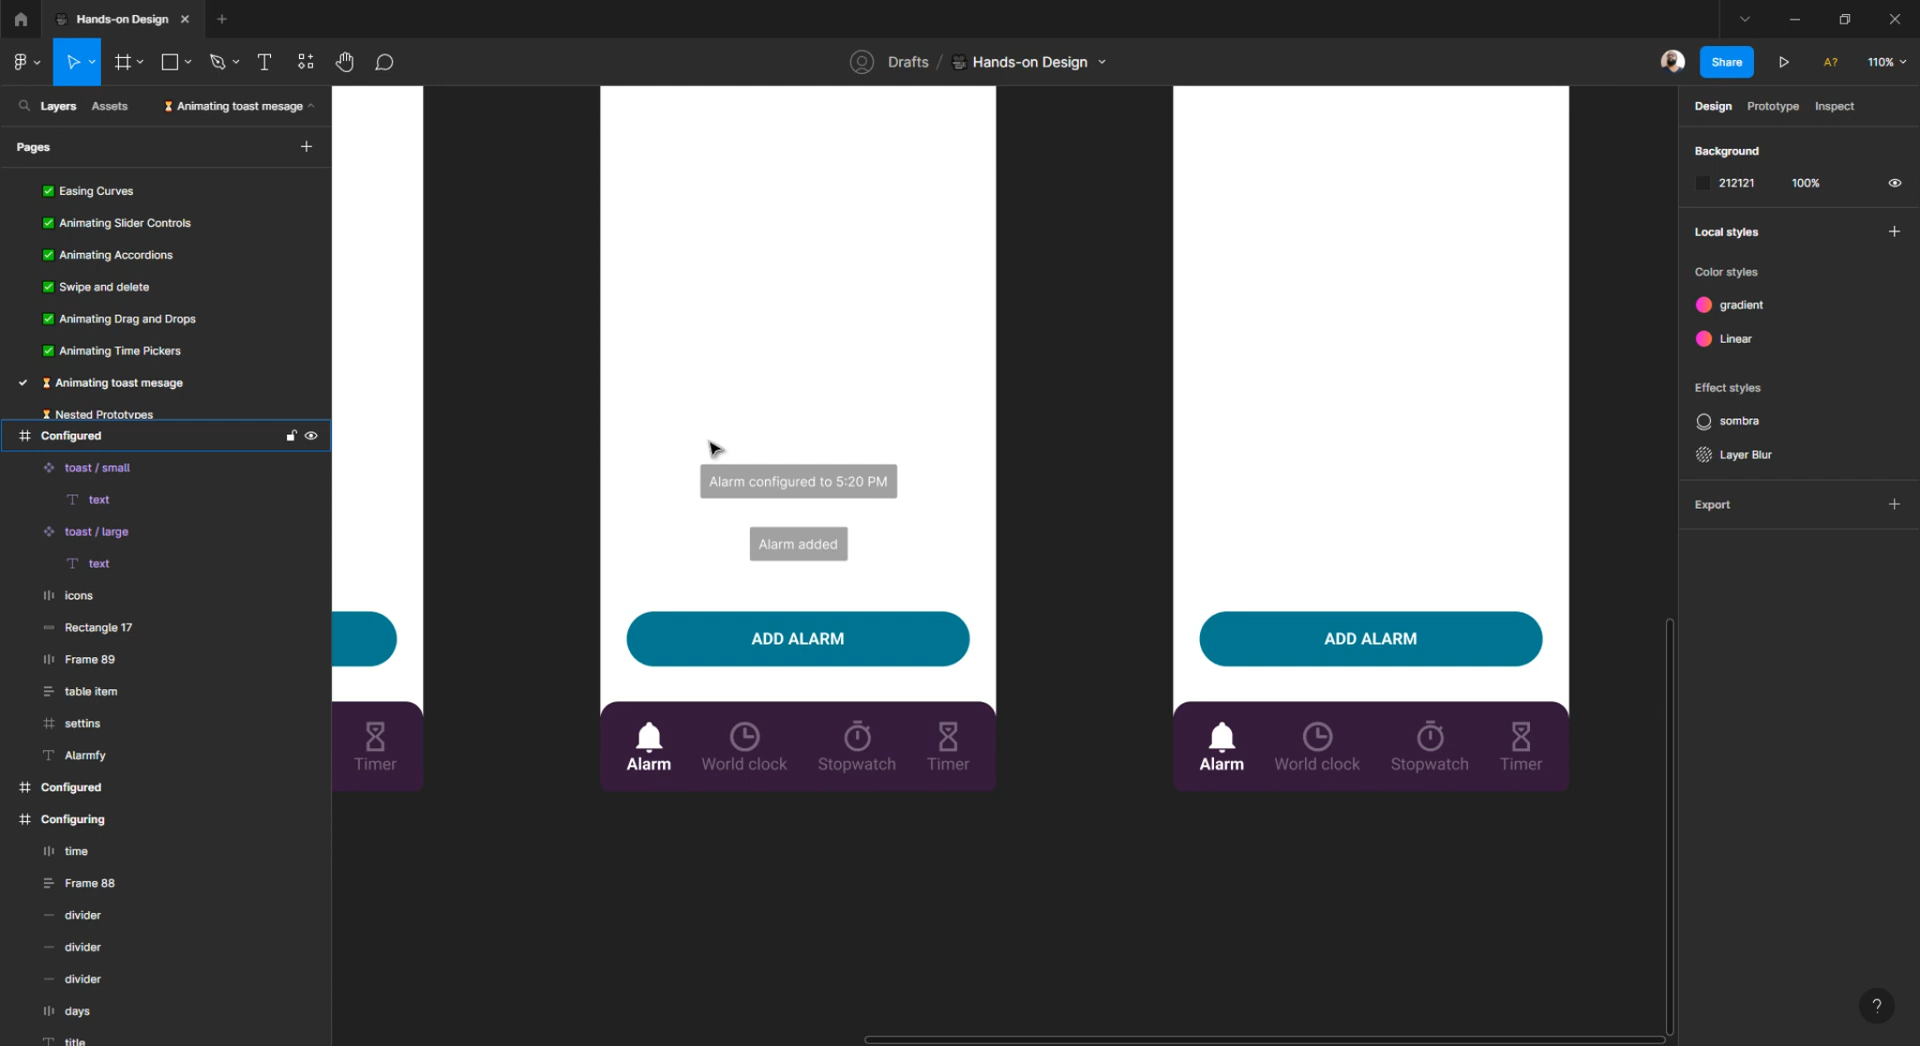 Hands-on Design
Drafts / Hands-on Design
Share
A?
110%
Layers Assets Animating toast mesage
Pages
Easing Curves
Animating Slider Controls
Animating Accordions
Swipe and delete
Animating Drag and Drops
Animating Time Pickers
Animating toast mesage
Nested Prototypes
Configured
toast / small
text
toast / large
text
icons
Rectangle 17
Frame 89
table item
settins
Alarmfy
Configured
Configuring
time
Frame 88
divider
divider
divider
days
title
Timer
Alarm configured to 5:20 PM
Alarm added
ADD ALARM
Alarm World clock Stopwatch Timer
ADD ALARM
Alarm World clock Stopwatch Timer
Design Prototype Inspect
Background
212121 100%
Local styles
Color styles
gradient
Linear
Effect styles
sombra
Layer Blur
Export
?